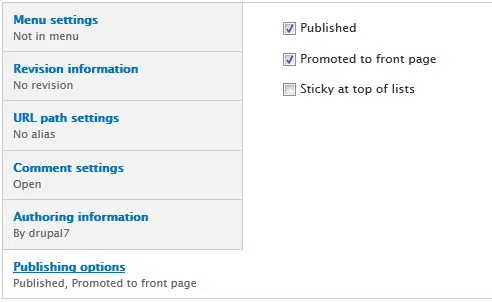 Menu settings
Not in menu
Revision information
No revision
URL path settings
No alias
Comment settings
Open
Authoring information
By drupal7
Publishing options
Published, Promoted to front page
Published
Promoted to front page
Sticky at top of lists